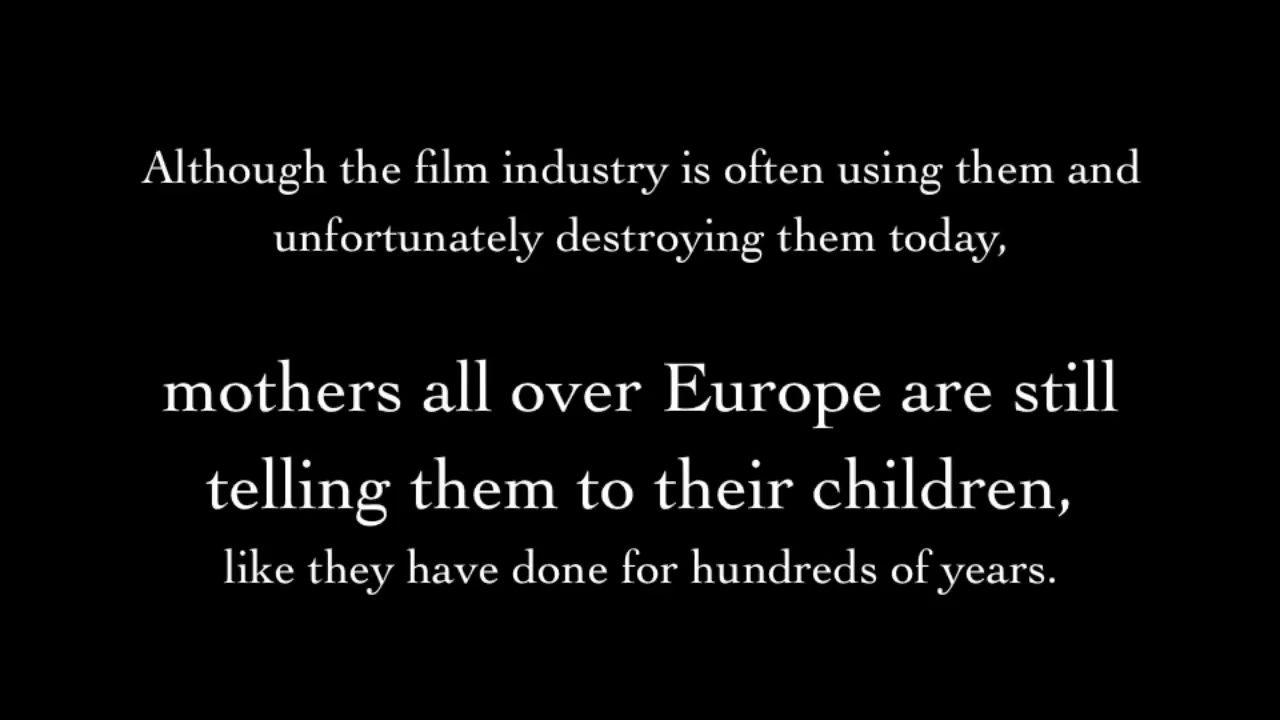 Although the film industry is often using them and
unfortunately destroying them today,
mothers all over Europe are still
telling them to their children,
like they have done for hundreds of years.